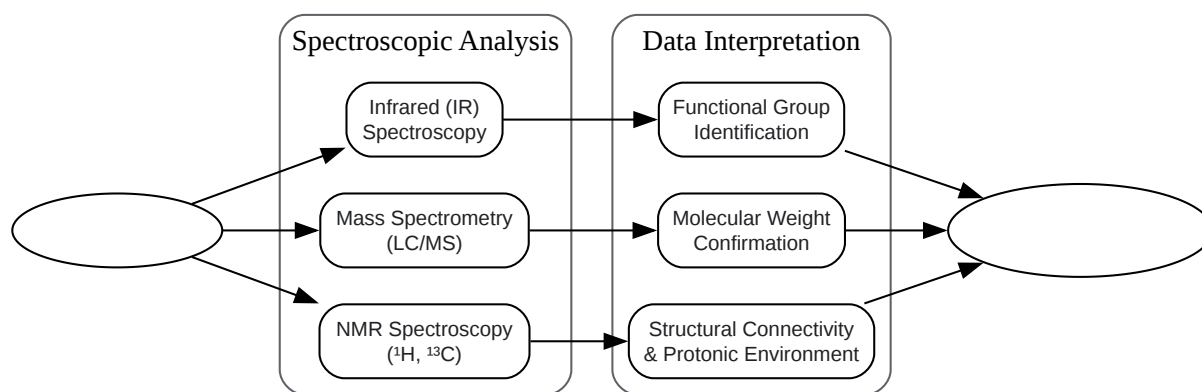 Spectroscopic Analysis
Data Interpretation
Infrared (IR)
Spectroscopy
Functional Group
Identification
Mass Spectrometry
(LC/MS)
Molecular Weight
Confirmation
NMR Spectroscopy
(¹H, ¹³C)
Structural Connectivity
& Protonic Environment